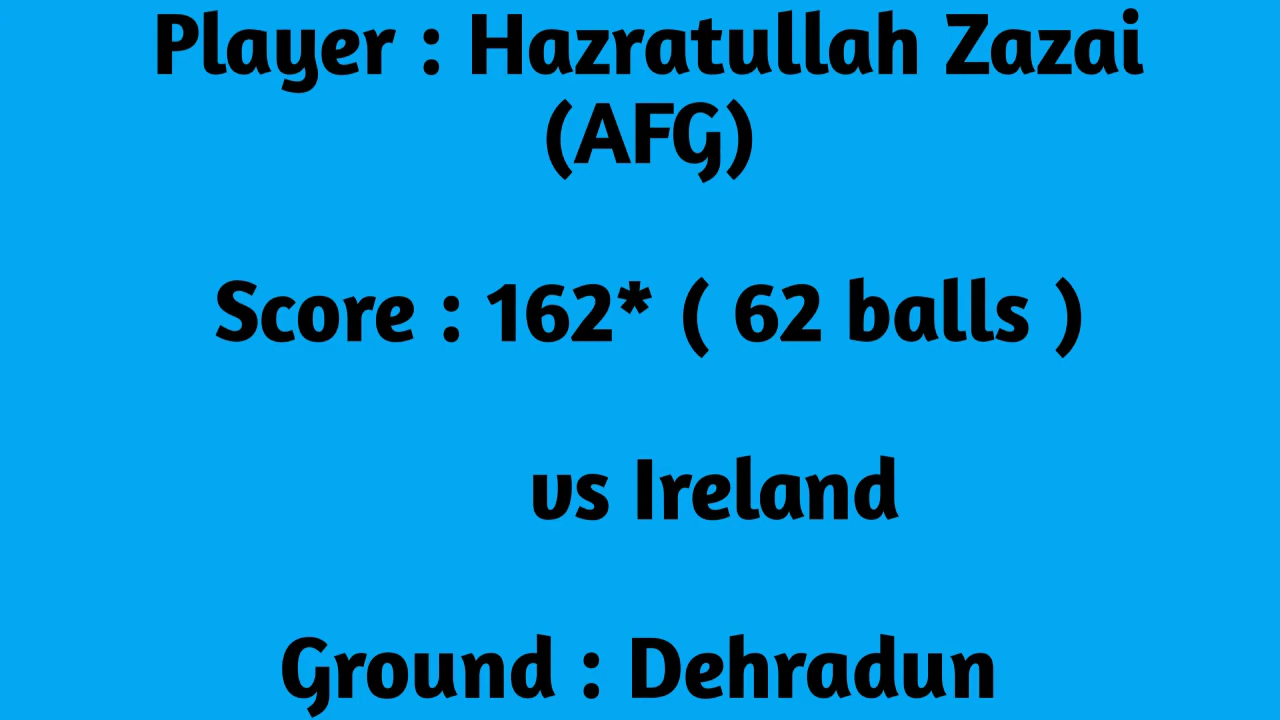 Player : Hazratullah Zazai
(AFG)
Score : 162* ( 62 balls )
vs Ireland
Ground : Dehradun